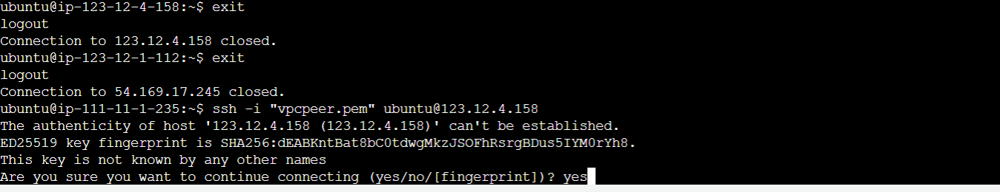 ubuntu@ip-123-12-4-158:~$ exit
logout
Connection to 123.12.4.158 closed.
ubuntu@ip-123-12-1-112:~$ exit
logout
Connection to 54.169.17.245 closed.
ubuntu@ip-111-11-1-235:~$ ssh -i "vpcpeer.pem" ubuntu@123.12.4.158
The authenticity of host '123.12.4.158 (123.12.4.158)' can't be established.
ED25519 key fingerprint is SHA256:dEABKntBat8bC0tdwgMkzJSOFhRsrgBDus5IYM0rYh8.
This key is not known by any other names
Are you sure you want to continue connecting (yes/no/[fingerprint])? yes